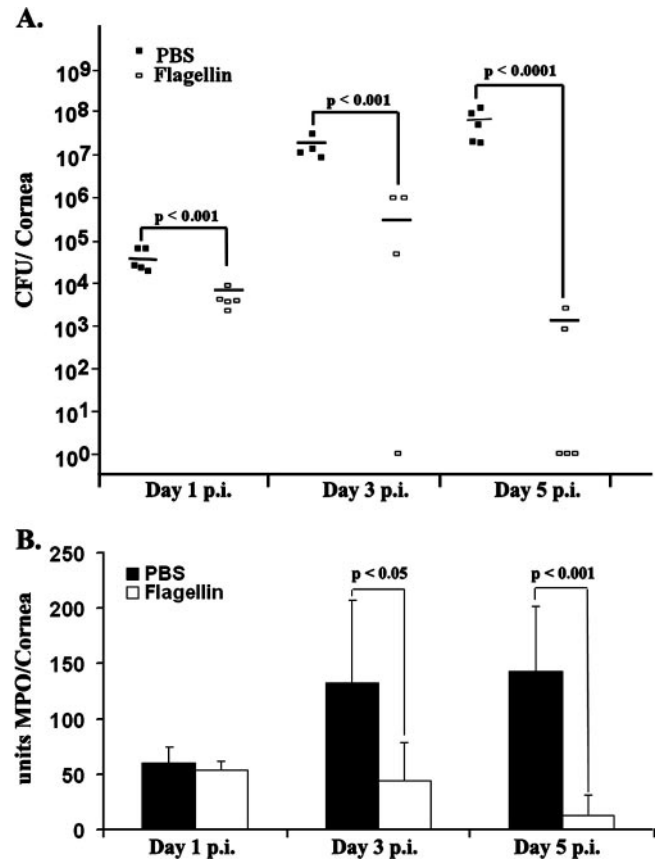 A.
PBS
Flagellin
CFU/ Cornea
10⁹
10⁸
10⁷
10⁶
10⁵
10⁴
10³
10²
10¹
10⁰
p < 0.001
p < 0.001
p < 0.0001
Day 1 p.i.
Day 3 p.i.
Day 5 p.i.
B.
PBS
Flagellin
units MPO/Cornea
250
200
150
100
50
0
p < 0.05
p < 0.001
Day 1 p.i.
Day 3 p.i.
Day 5 p.i.